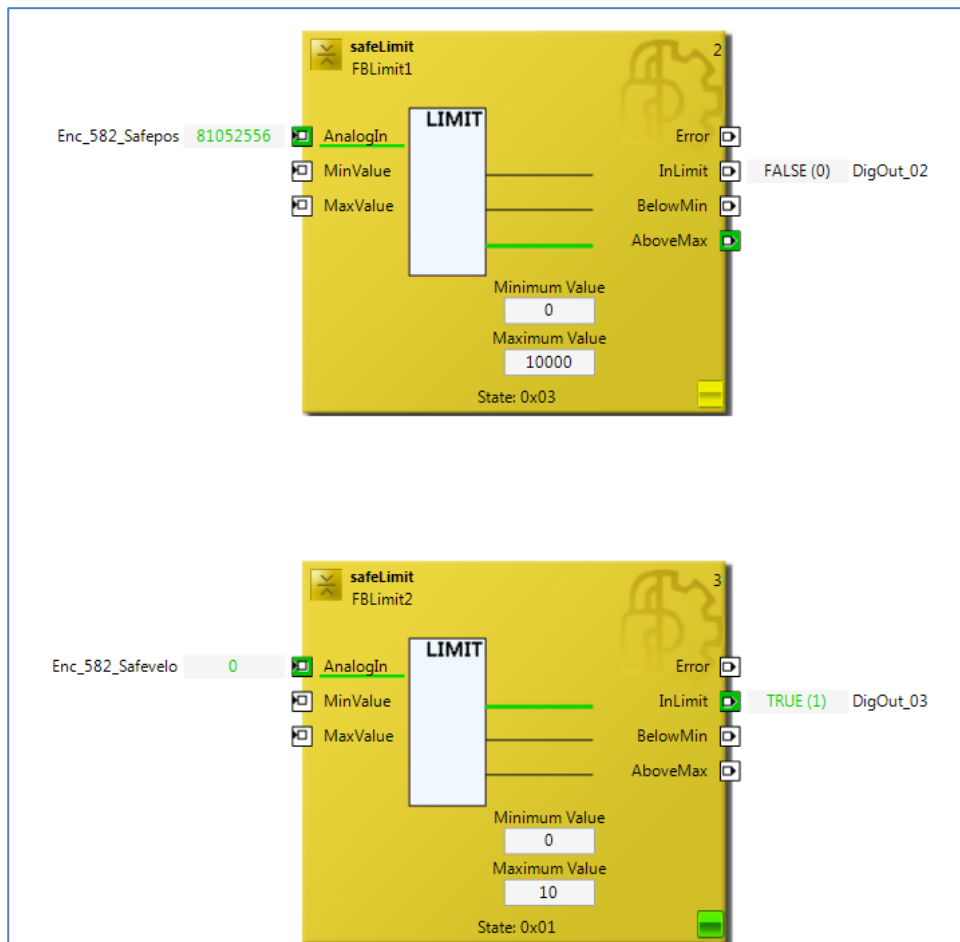 safeLimit 2
FBLimit1
LIMIT
Enc_582_Safepos 81052556 AnalogIn Error
MinValue InLimit FALSE (0) DigOut_02
MaxValue BelowMin
AboveMax
Minimum Value
0
Maximum Value
10000
State: 0x03
safeLimit 3
FBLimit2
LIMIT
Enc_582_Safevelo 0 AnalogIn Error
MinValue InLimit TRUE (1) DigOut_03
MaxValue BelowMin
AboveMax
Minimum Value
0
Maximum Value
10
State: 0x01